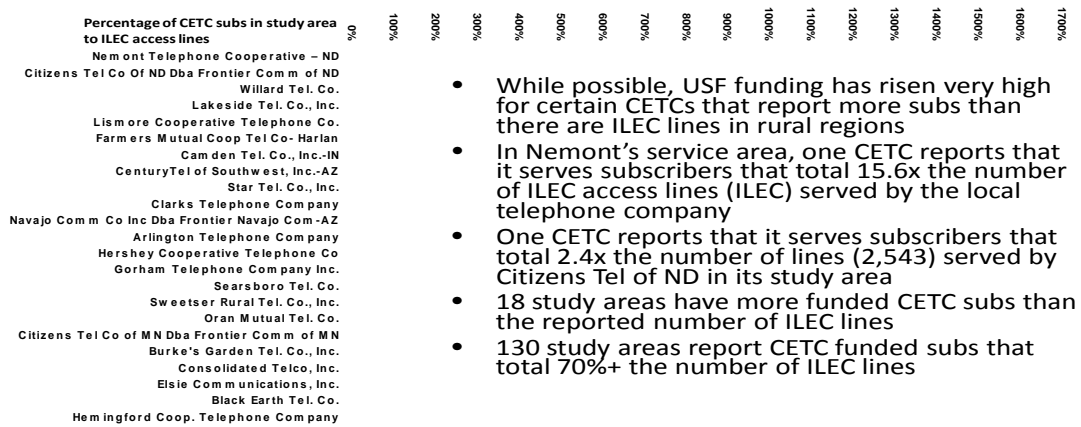 Percentage of CETC subs in study area
to ILEC access lines
0%
100%
200%
300%
400%
500%
600%
700%
800%
900%
1000%
1100%
1200%
1300%
1400%
1500%
1600%
1700%
Nemont Telephone Cooperative – ND
Citizens Tel Co Of ND Dba Frontier Comm of ND
Willard Tel. Co.
Lakeside Tel. Co., Inc.
Lismore Cooperative Telephone Co.
Farmers Mutual Coop Tel Co- Harlan
Camden Tel. Co., Inc.-IN
CenturyTel of Southwest, Inc.-AZ
Star Tel. Co., Inc.
Clarks Telephone Company
Navajo Comm Co Inc Dba Frontier Navajo Com-AZ
Arlington Telephone Company
Hershey Cooperative Telephone Co
Gorham Telephone Company Inc.
Searsboro Tel. Co.
Sweetser Rural Tel. Co., Inc.
Oran Mutual Tel. Co.
Citizens Tel Co of MN Dba Frontier Comm of MN
Burke's Garden Tel. Co., Inc.
Consolidated Telco, Inc.
Elsie Communications, Inc.
Black Earth Tel. Co.
Hemingford Coop. Telephone Company
• While possible, USF funding has risen very high
for certain CETCs that report more subs than
there are ILEC lines in rural regions
• In Nemont’s service area, one CETC reports that
it serves subscribers that total 15.6x the number
of ILEC access lines (ILEC) served by the local
telephone company
• One CETC reports that it serves subscribers that
total 2.4x the number of lines (2,543) served by
Citizens Tel of ND in its study area
• 18 study areas have more funded CETC subs than
the reported number of ILEC lines
• 130 study areas report CETC funded subs that
total 70%+ the number of ILEC lines